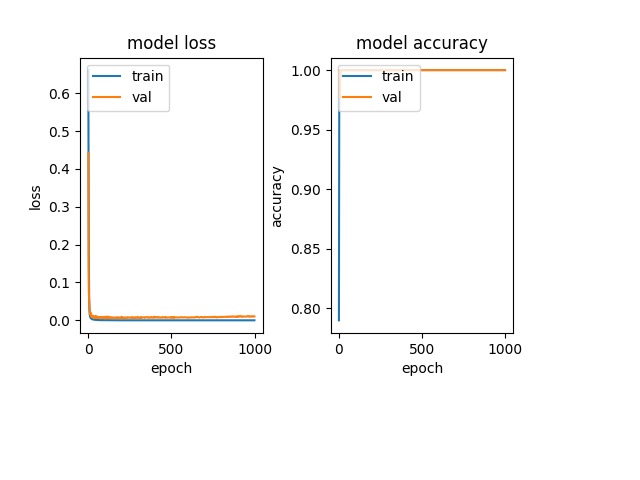 model loss
train
val
0.6
0.5
0.4
0.3
0.2
0.1
0.0
loss
0
500
1000
epoch
model accuracy
train
val
1.00
0.95
0.90
0.85
0.80
accuracy
0
500
1000
epoch